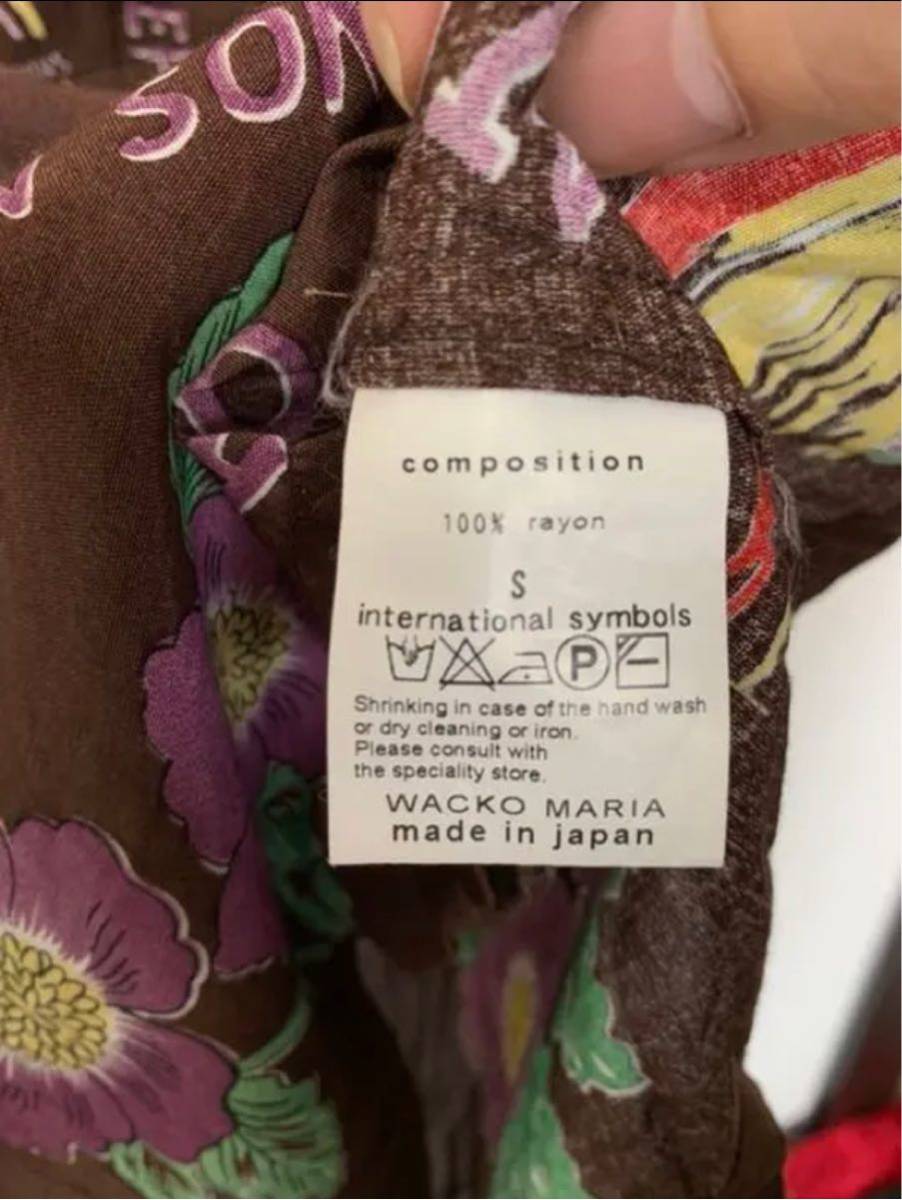 SON
composition
100% rayon
S
international symbols
P
Shrinking in case of the hand wash
or dry cleaning or iron.
Please consult with
the speciality store.
WACKO MARIA
made in japan